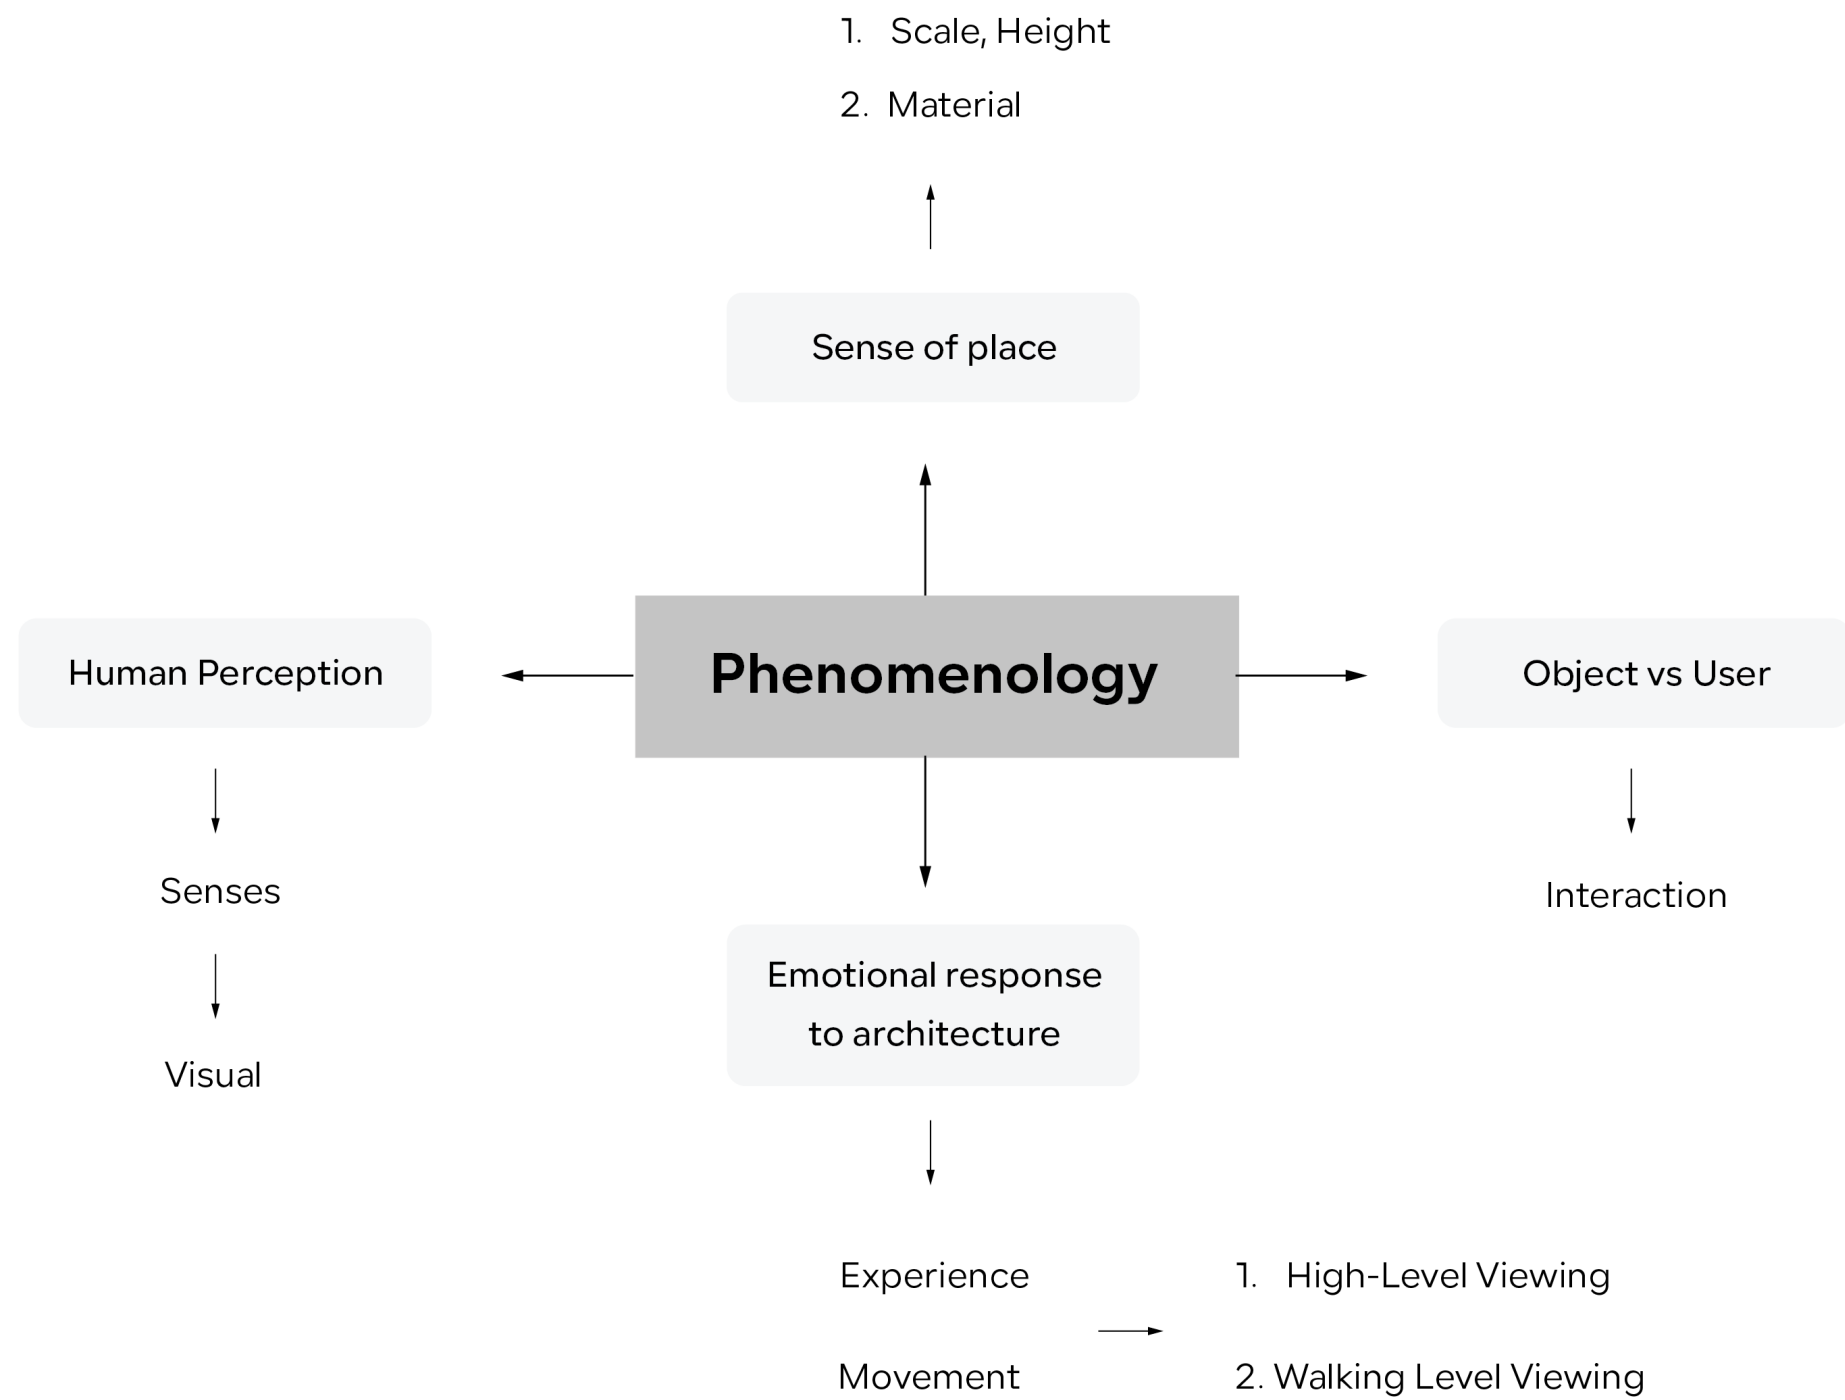 1. Scale, Height
2. Material
Sense of place
Human Perception
Phenomenology
Object vs User
Senses
Interaction
Visual
Emotional response
to architecture
Experience
1. High-Level Viewing
Movement
2. Walking Level Viewing